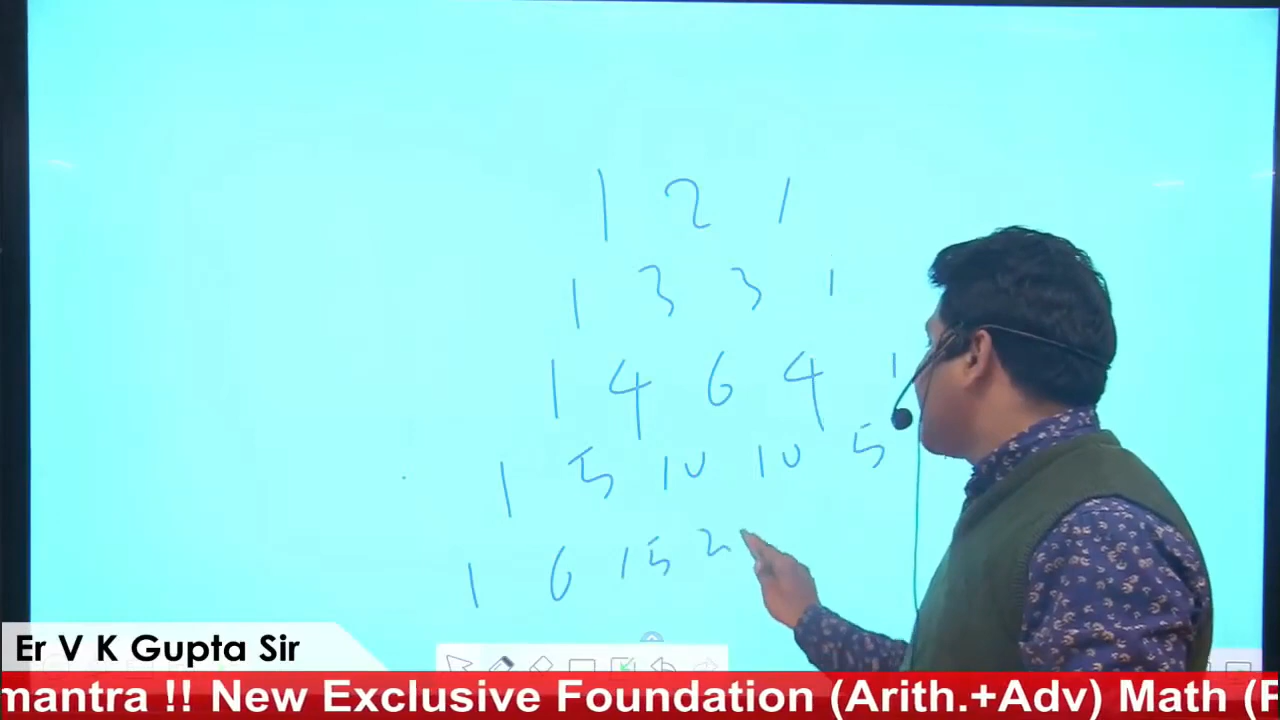 1 2 1
1 3 3 1
1 4 6 4 1
1 5 10 10 5
1 6 15 2
Er V K Gupta Sir
mantra !! New Exclusive Foundation (Arith.+Adv) Math (F